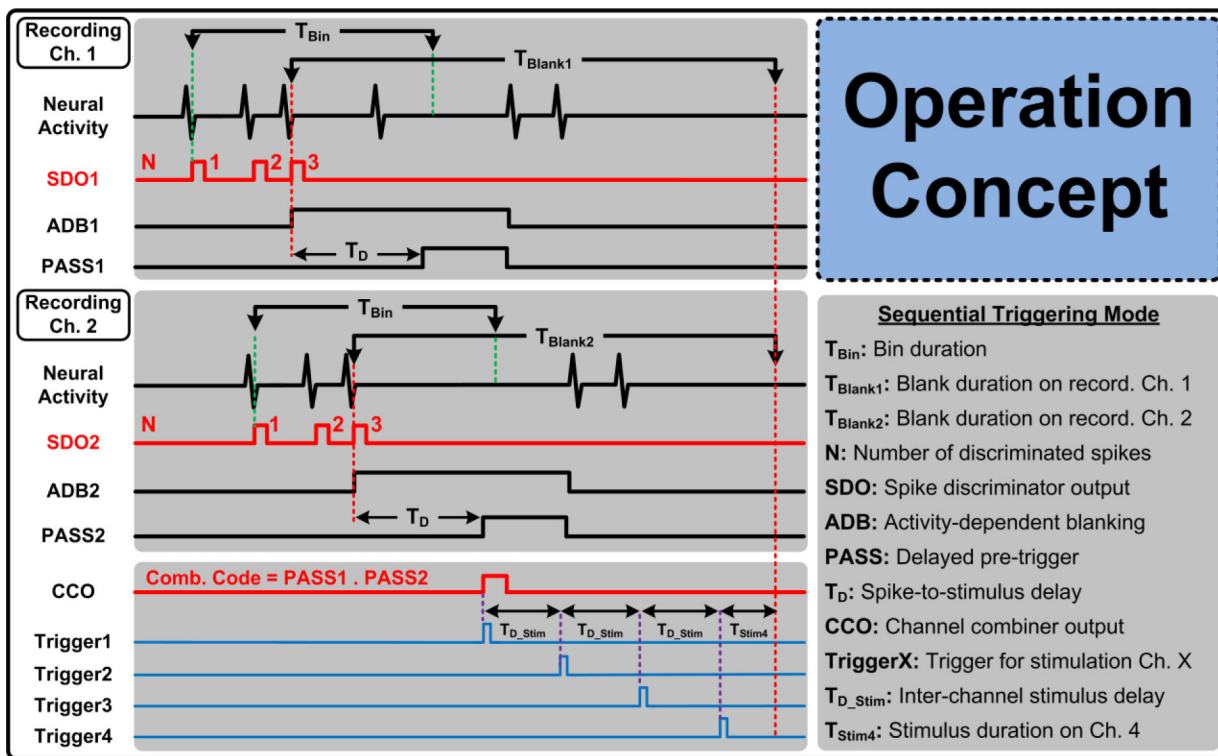 Recording
Ch. 1
T_Bin
T_Blank1
Neural
Activity
N
1
2
3
SDO1
ADB1
T_D
PASS1
Recording
Ch. 2
T_Bin
T_Blank2
Neural
Activity
N
1
2
3
SDO2
ADB2
T_D
PASS2
Comb. Code = PASS1 . PASS2
CCO
T_D_Stim
T_D_Stim
T_D_Stim
T_Stim4
Trigger1
Trigger2
Trigger3
Trigger4
Operation
Concept
Sequential Triggering Mode
T_Bin: Bin duration
T_Blank1: Blank duration on record. Ch. 1
T_Blank2: Blank duration on record. Ch. 2
N: Number of discriminated spikes
SDO: Spike discriminator output
ADB: Activity-dependent blanking
PASS: Delayed pre-trigger
T_D: Spike-to-stimulus delay
CCO: Channel combiner output
TriggerX: Trigger for stimulation Ch. X
T_D_Stim: Inter-channel stimulus delay
T_Stim4: Stimulus duration on Ch. 4